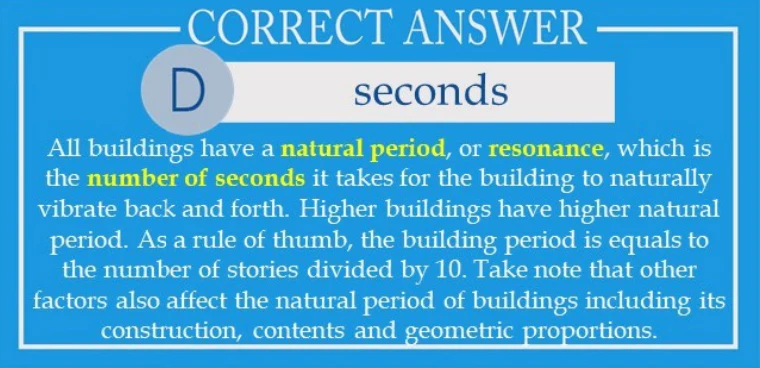 CORRECT ANSWER
D seconds
All buildings have a natural period, or resonance, which is
the number of seconds it takes for the building to naturally
vibrate back and forth. Higher buildings have higher natural
period. As a rule of thumb, the building period is equals to
the number of stories divided by 10. Take note that other
factors also affect the natural period of buildings including its
construction, contents and geometric proportions.